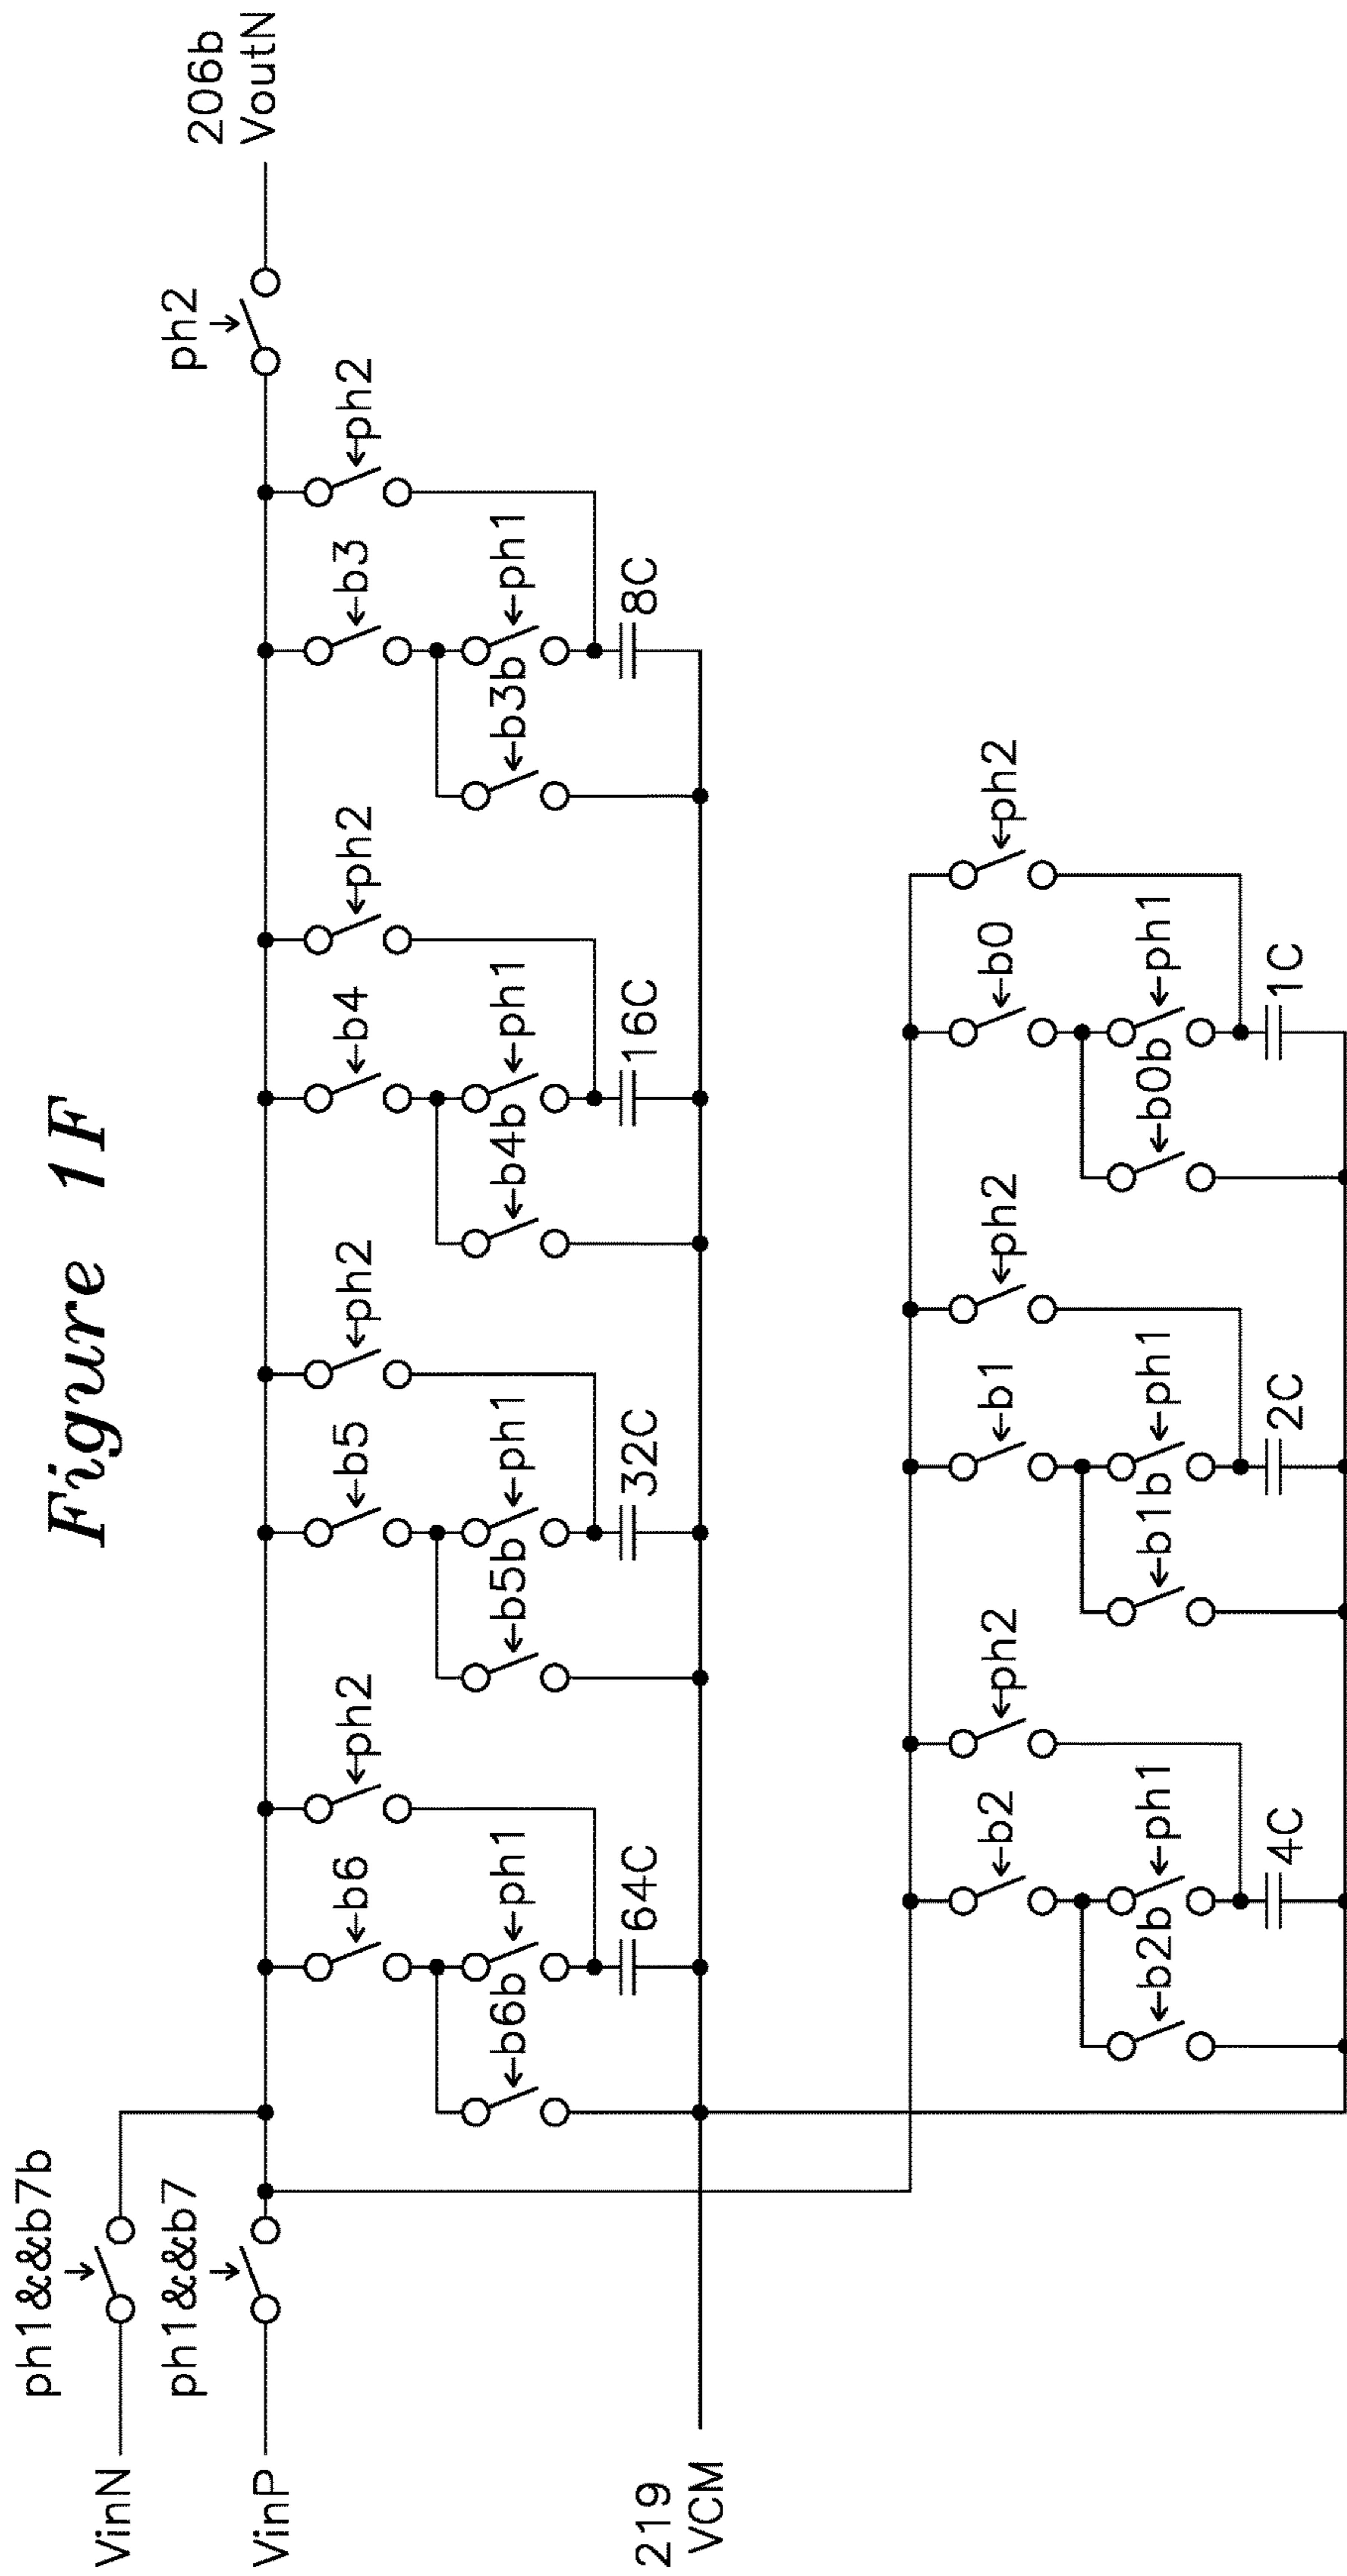 Figure 1F
ph1&&b7b
VinN
ph1&&b7
VinP
ph2
206b
VoutN
b6
ph2
b5
ph2
b4
ph2
b3
ph2
b6b
ph1
b5b
ph1
b4b
ph1
b3b
ph1
64C
32C
16C
8C
219
VCM
b2
ph2
b1
ph2
b0
ph2
b2b
ph1
b1b
ph1
b0b
ph1
4C
2C
1C